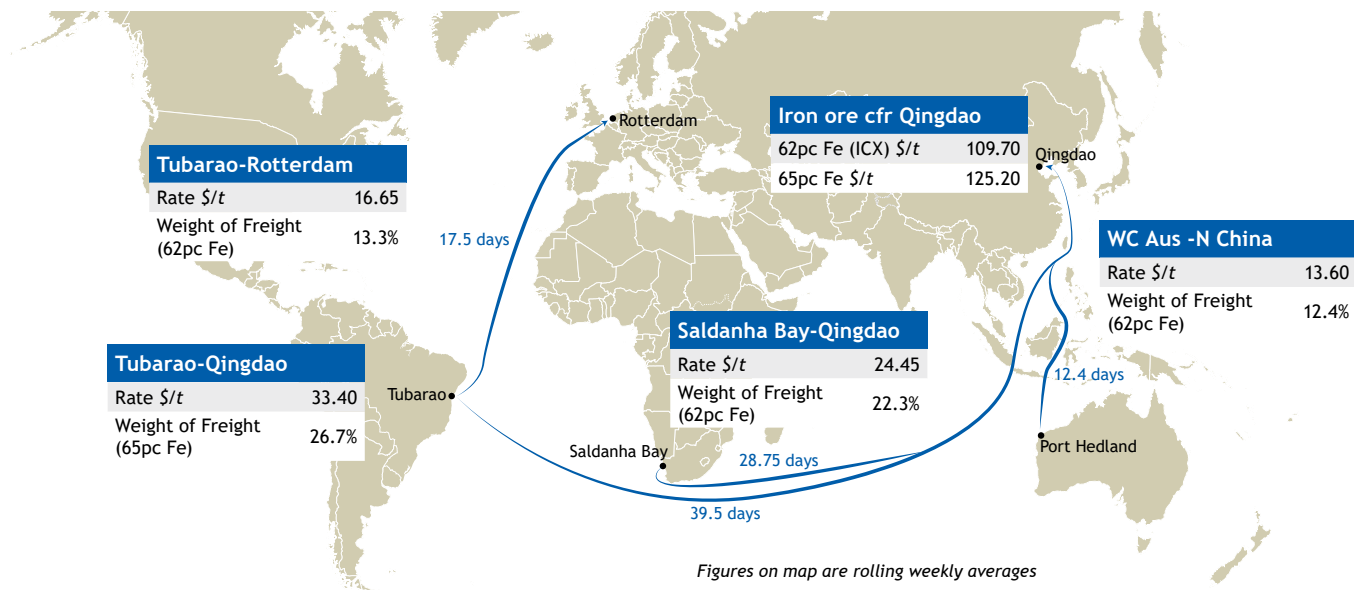 Rotterdam
Iron ore cfr Qingdao
62pc Fe (ICX) $/t 109.70
65pc Fe $/t 125.20
Qingdao
Tubarao-Rotterdam
Rate $/t 16.65
Weight of Freight
(62pc Fe) 13.3%
17.5 days
WC Aus -N China
Rate $/t 13.60
Weight of Freight
(62pc Fe) 12.4%
Saldanha Bay-Qingdao
Rate $/t 24.45
Weight of Freight
(62pc Fe) 22.3%
Tubarao-Qingdao
Rate $/t 33.40
Weight of Freight
(65pc Fe) 26.7%
Tubarao
12.4 days
Saldanha Bay
28.75 days
Port Hedland
39.5 days
Figures on map are rolling weekly averages